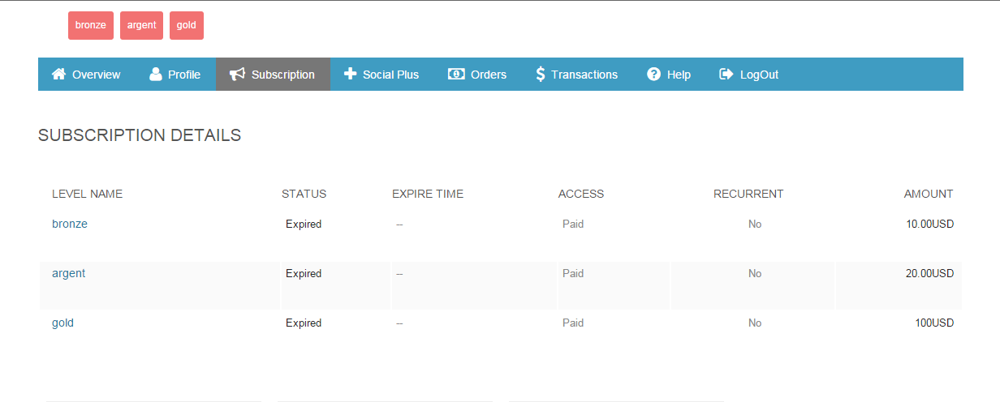 bronze argent gold
Overview Profile Subscription Social Plus Orders Transactions Help LogOut
SUBSCRIPTION DETAILS
LEVEL NAME STATUS EXPIRE TIME ACCESS RECURRENT AMOUNT
bronze Expired -- Paid No 10.00USD
argent Expired -- Paid No 20.00USD
gold Expired -- Paid No 100USD